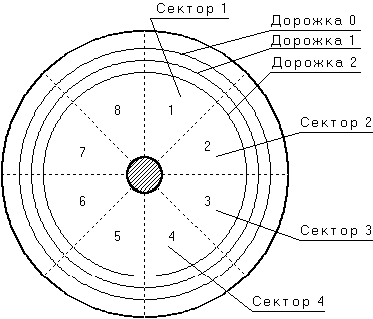 Сектор 1
Дорожка 0
Дорожка 1
Дорожка 2
8 1
7 2
Сектор 2
6 3
5 4
Сектор 3
Сектор 4